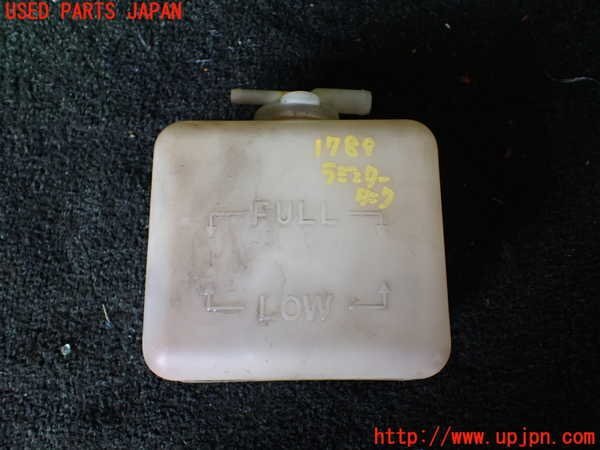 USED PARTS JAPAN
1789
ラジエター
タンク
FULL
LOW
http://www.upjpn.com/